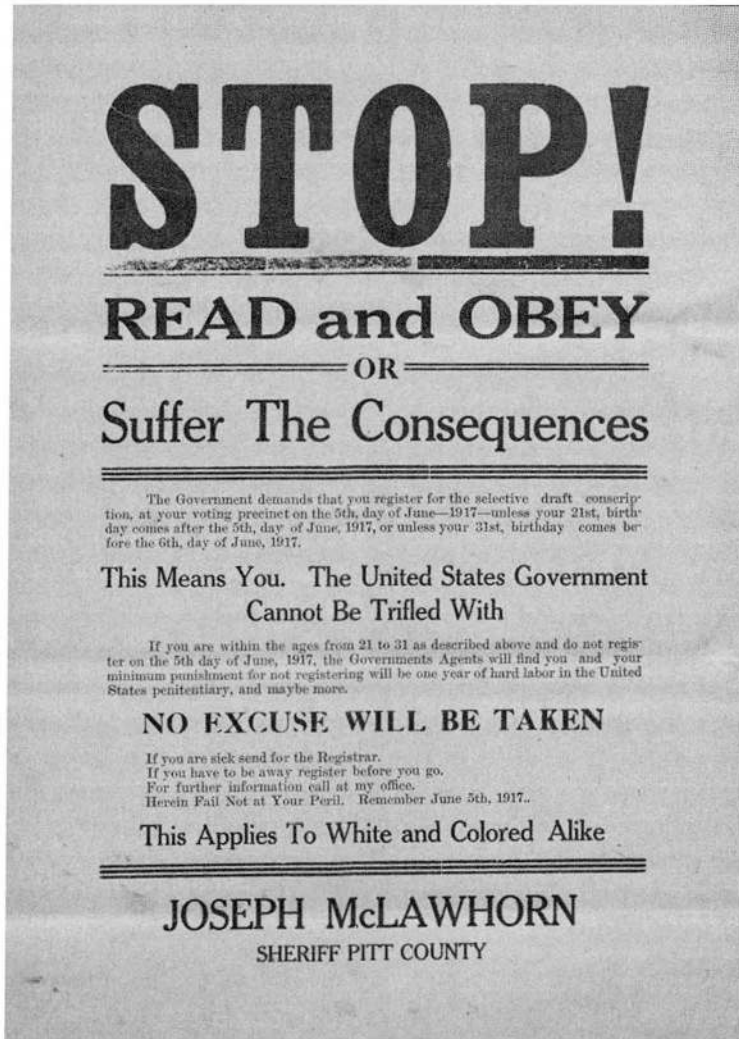 STOP!
READ and OBEY
OR
Suffer The Consequences
The Government demands that you register for the selective draft conscrip-
tion, at your voting precinct on the 5th, day of June—1917—unless your 21st, birth-
day comes after the 5th, day of June, 1917, or unless your 31st, birthday comes be-
fore the 6th, day of June, 1917.
This Means You. The United States Government
Cannot Be Trifled With
If you are within the ages from 21 to 31 as described above and do not regis-
ter on the 5th day of June, 1917, the Governments Agents will find you and your
minimum punishment for not registering will be one year of hard labor in the United
States penitentiary, and maybe more.
NO EXCUSE WILL BE TAKEN
If you are sick send for the Registrar.
If you have to be away register before you go.
For further information call at my office.
Herein Fail Not at Your Peril. Remember June 5th, 1917..
This Applies To White and Colored Alike
JOSEPH McLAWHORN
SHERIFF PITT COUNTY